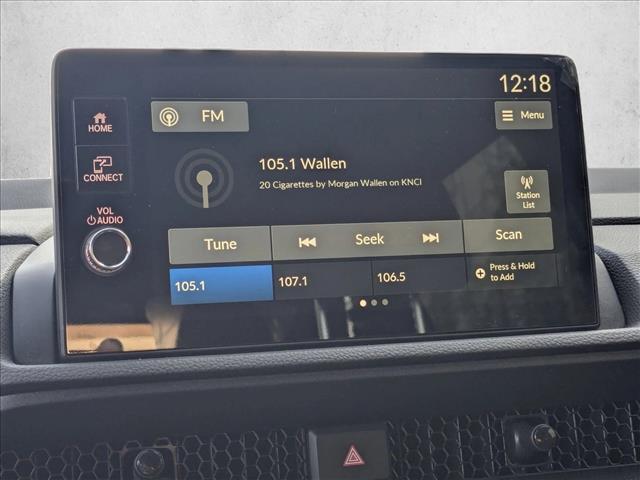 12:18
HOME
FM
Menu
CONNECT
105.1 Wallen
20 Cigarettes by Morgan Wallen on KNCI
Station
List
VOL
AUDIO
Tune
Seek
Scan
105.1
107.1
106.5
Press & Hold
to Add